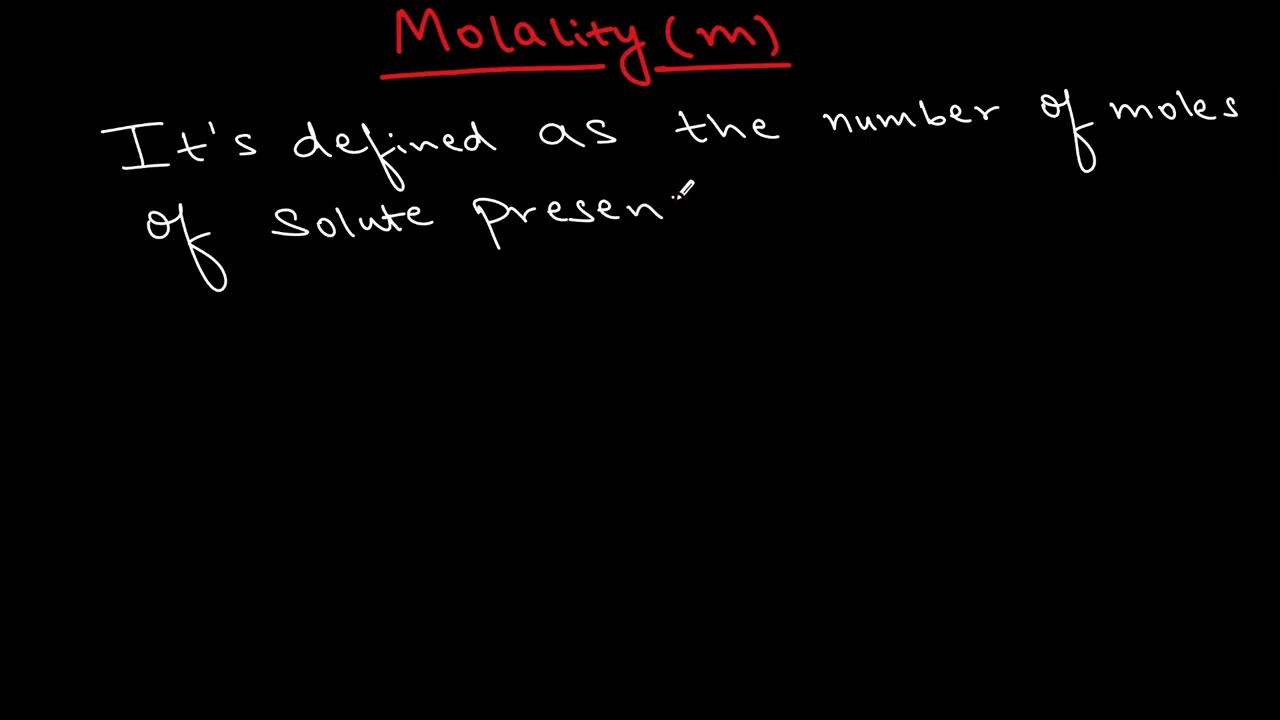 Molality (m)
It's defined as the number of moles
of solute presen